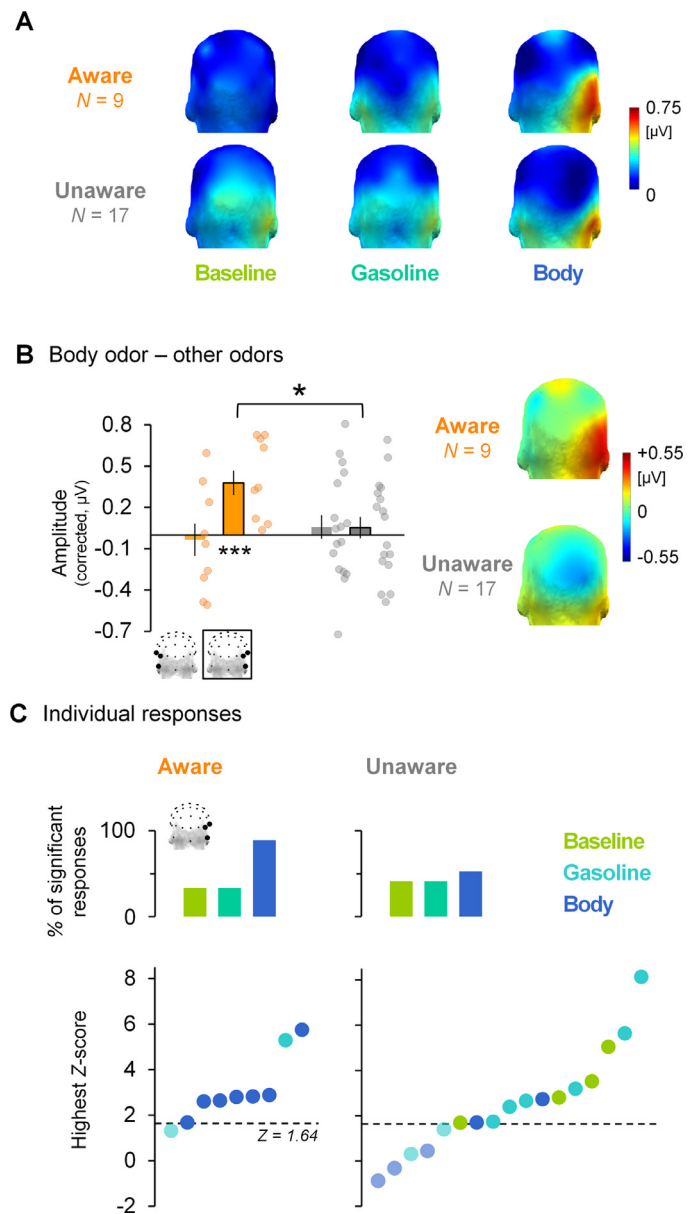 A
Aware
N = 9
Unaware
N = 17
0.75
[µV]
0
Baseline
Gasoline
Body
B Body odor – other odors
Amplitude
(corrected, µV)
0.8
0.5
0.2
-0.1
-0.4
-0.7
*
***
Aware
N = 9
Unaware
N = 17
+0.55
[µV]
-0.55
C Individual responses
Aware
Unaware
% of significant
responses
100
0
Baseline
Gasoline
Body
Highest Z-score
8
6
4
2
0
-2
Z = 1.64